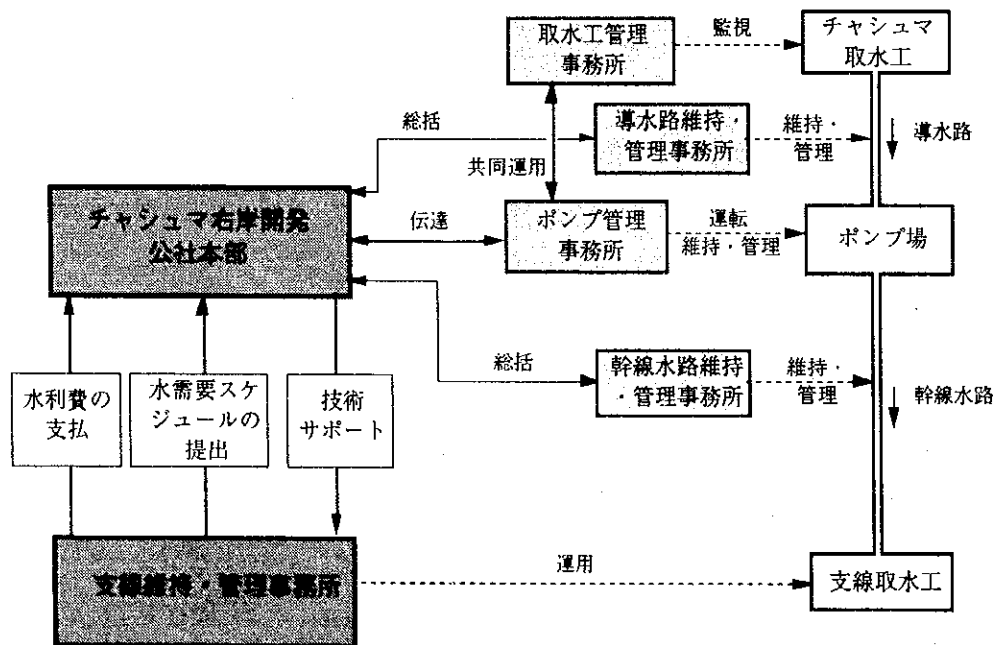 取水工管理
事務所
監視
チャシュマ
取水工
総括
導水路維持・
・管理事務所
維持・
管理
導水路
共同運用
チャシュマ右岸開発
公社本部
伝達
ポンプ管理
事務所
運転
維持・管理
ポンプ場
総括
幹線水路維持
・管理事務所
維持・
管理
幹線水路
水利費の
支払
水需要スケ
ジュールの
提出
技術
サポート
支線維持・管理事務所
運用
支線取水工